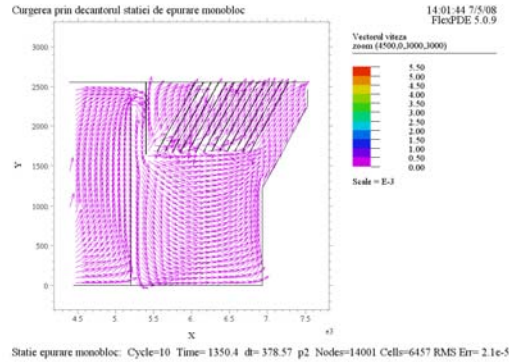 Curgerea prin decantorul statiei de epurare monobloc
14:01:44 7/5/08
FlexPDE 5.0.9
Vectorul viteza
zoom (4500,0,3000,3000)
5.50
5.00
4.50
4.00
3.50
3.00
2.50
2.00
1.50
1.00
0.50
0.00
Scale = E-3
3000
2500
2000
1500
1000
500
0
Y
4.5 5 5.5 6 6.5 7 7.5
e3
X
Statie epurare monobloc: Cycle=10 Time= 1350.4 dt= 378.57 p2 Nodes=14001 Cells=6457 RMS Err= 2.1e-5